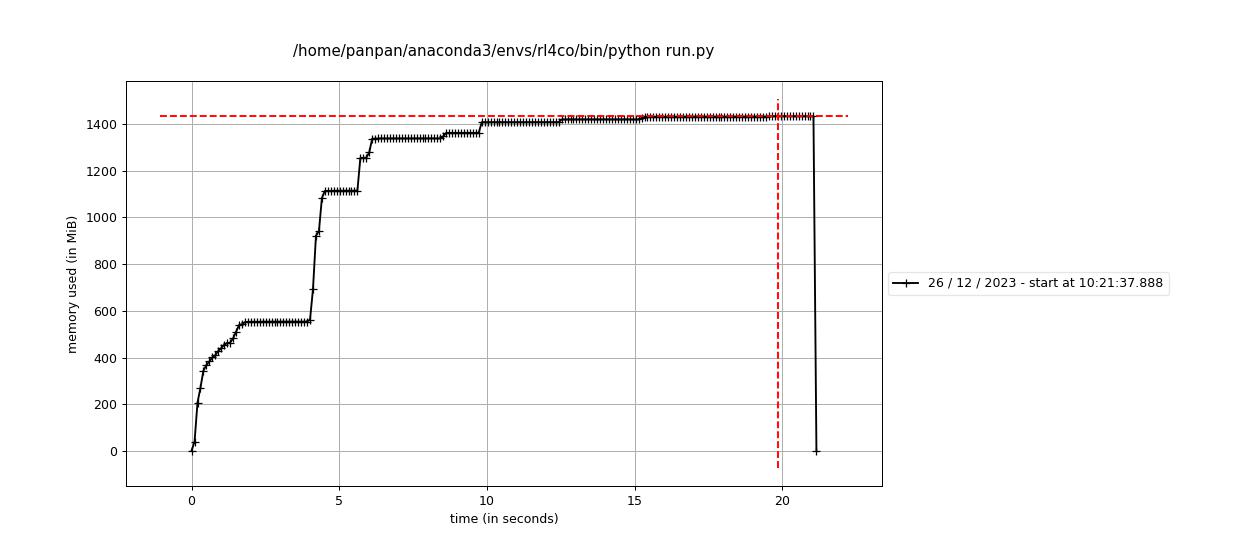 /home/panpan/anaconda3/envs/rl4co/bin/python run.py
1400
1200
1000
800
600
400
200
0
memory used (in MiB)
0 5 10 15 20
time (in seconds)
26 / 12 / 2023 - start at 10:21:37.888